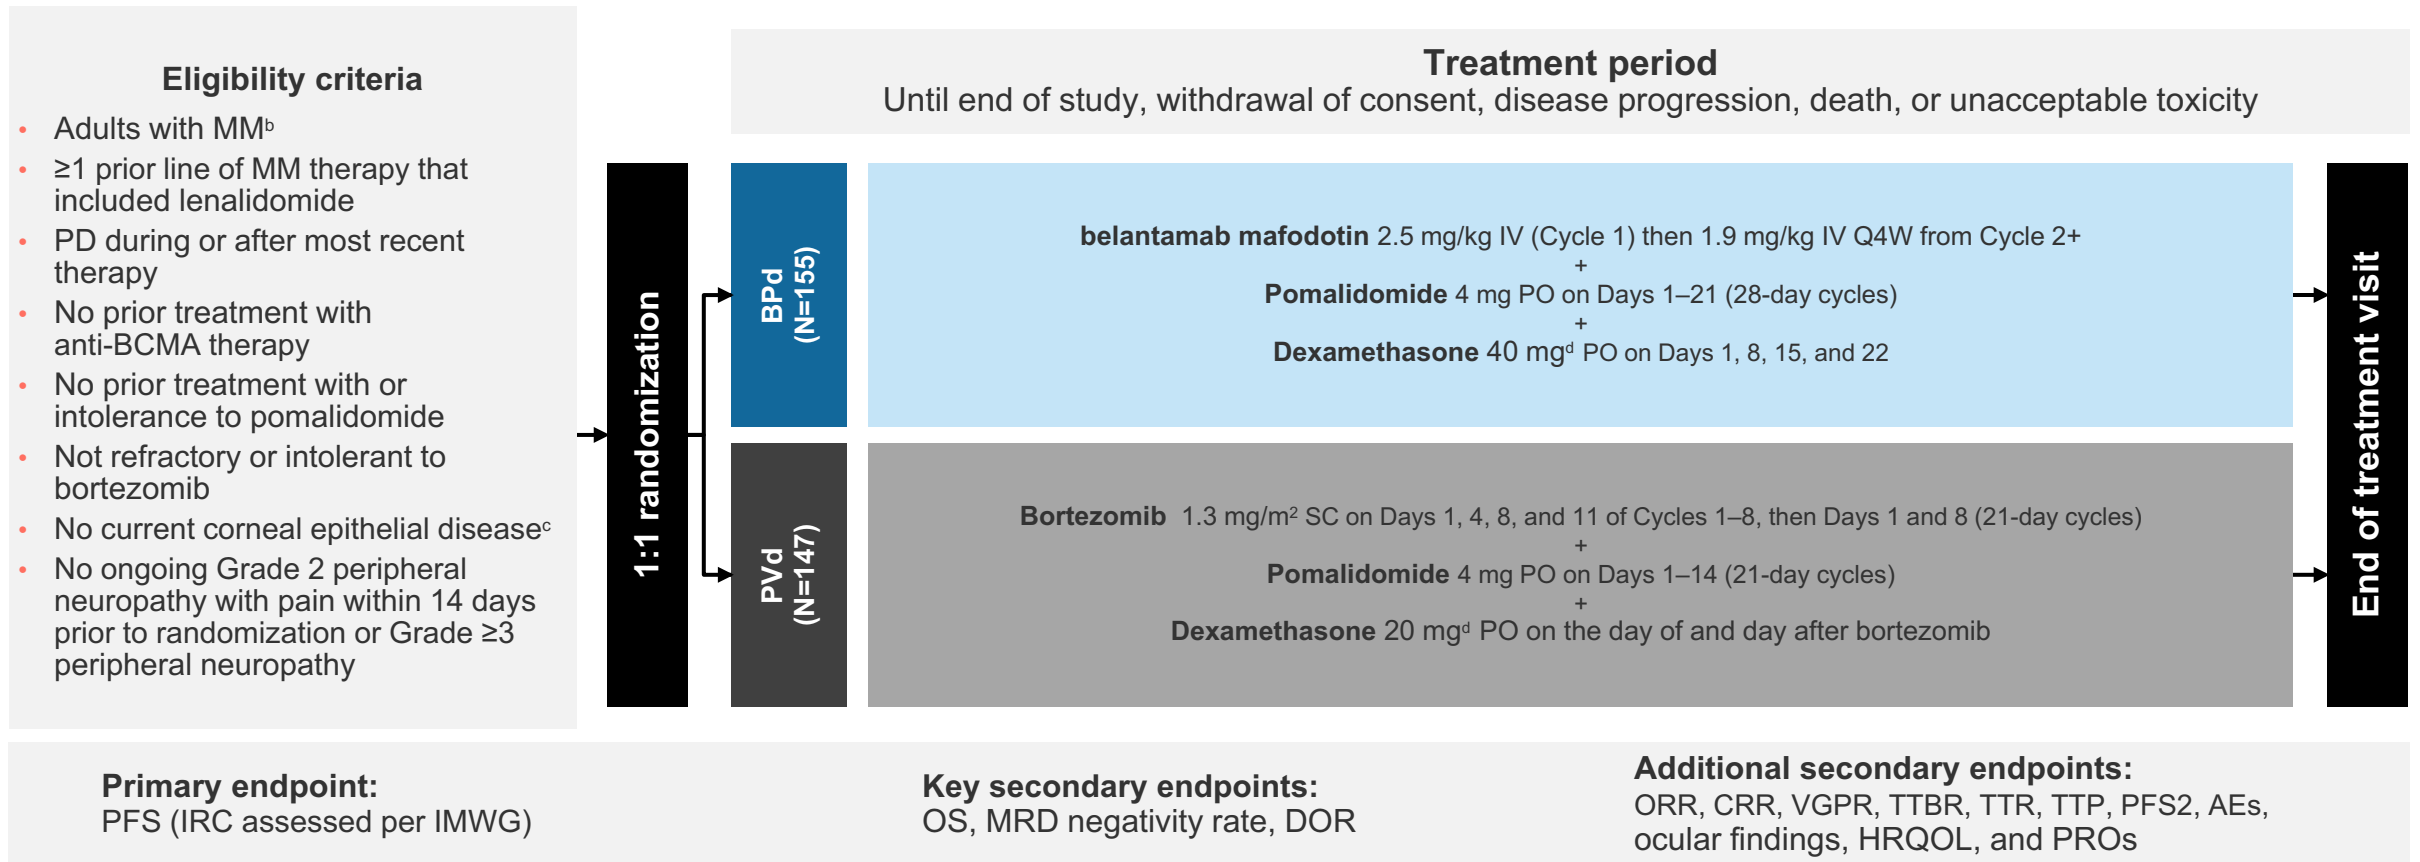 Eligibility criteria
• Adults with MMᵇ
• ≥1 prior line of MM therapy that
included lenalidomide
• PD during or after most recent
therapy
• No prior treatment with
anti-BCMA therapy
• No prior treatment with or
intolerance to pomalidomide
• Not refractory or intolerant to
bortezomib
• No current corneal epithelial diseaseᶜ
• No ongoing Grade 2 peripheral
neuropathy with pain within 14 days
prior to randomization or Grade ≥3
peripheral neuropathy
1:1 randomization
Treatment period
Until end of study, withdrawal of consent, disease progression, death, or unacceptable toxicity
BPd
(N=155)
belantamab mafodotin 2.5 mg/kg IV (Cycle 1) then 1.9 mg/kg IV Q4W from Cycle 2+
+
Pomalidomide 4 mg PO on Days 1–21 (28-day cycles)
+
Dexamethasone 40 mgᵈ PO on Days 1, 8, 15, and 22
PVd
(N=147)
Bortezomib 1.3 mg/m² SC on Days 1, 4, 8, and 11 of Cycles 1–8, then Days 1 and 8 (21-day cycles)
+
Pomalidomide 4 mg PO on Days 1–14 (21-day cycles)
+
Dexamethasone 20 mgᵈ PO on the day of and day after bortezomib
End of treatment visit
Primary endpoint:
PFS (IRC assessed per IMWG)
Key secondary endpoints:
OS, MRD negativity rate, DOR
Additional secondary endpoints:
ORR, CRR, VGPR, TTBR, TTR, TTP, PFS2, AEs,
ocular findings, HRQOL, and PROs